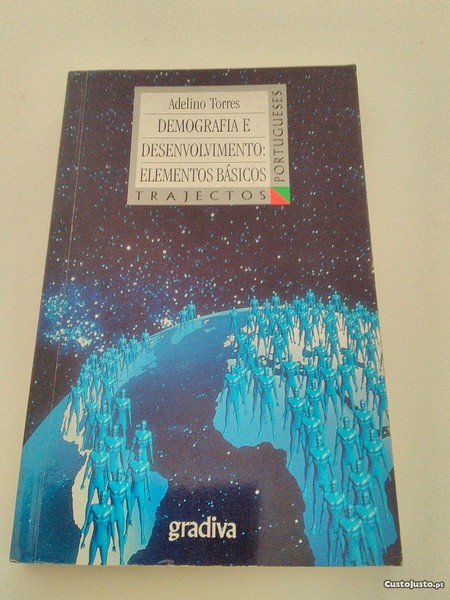 Adelino Torres
DEMOGRAFIA E
DESENVOLVIMENTO:
ELEMENTOS BÁSICOS
TRAJECTOS
PORTUGUESES
gradiva
CustoJusto.pt